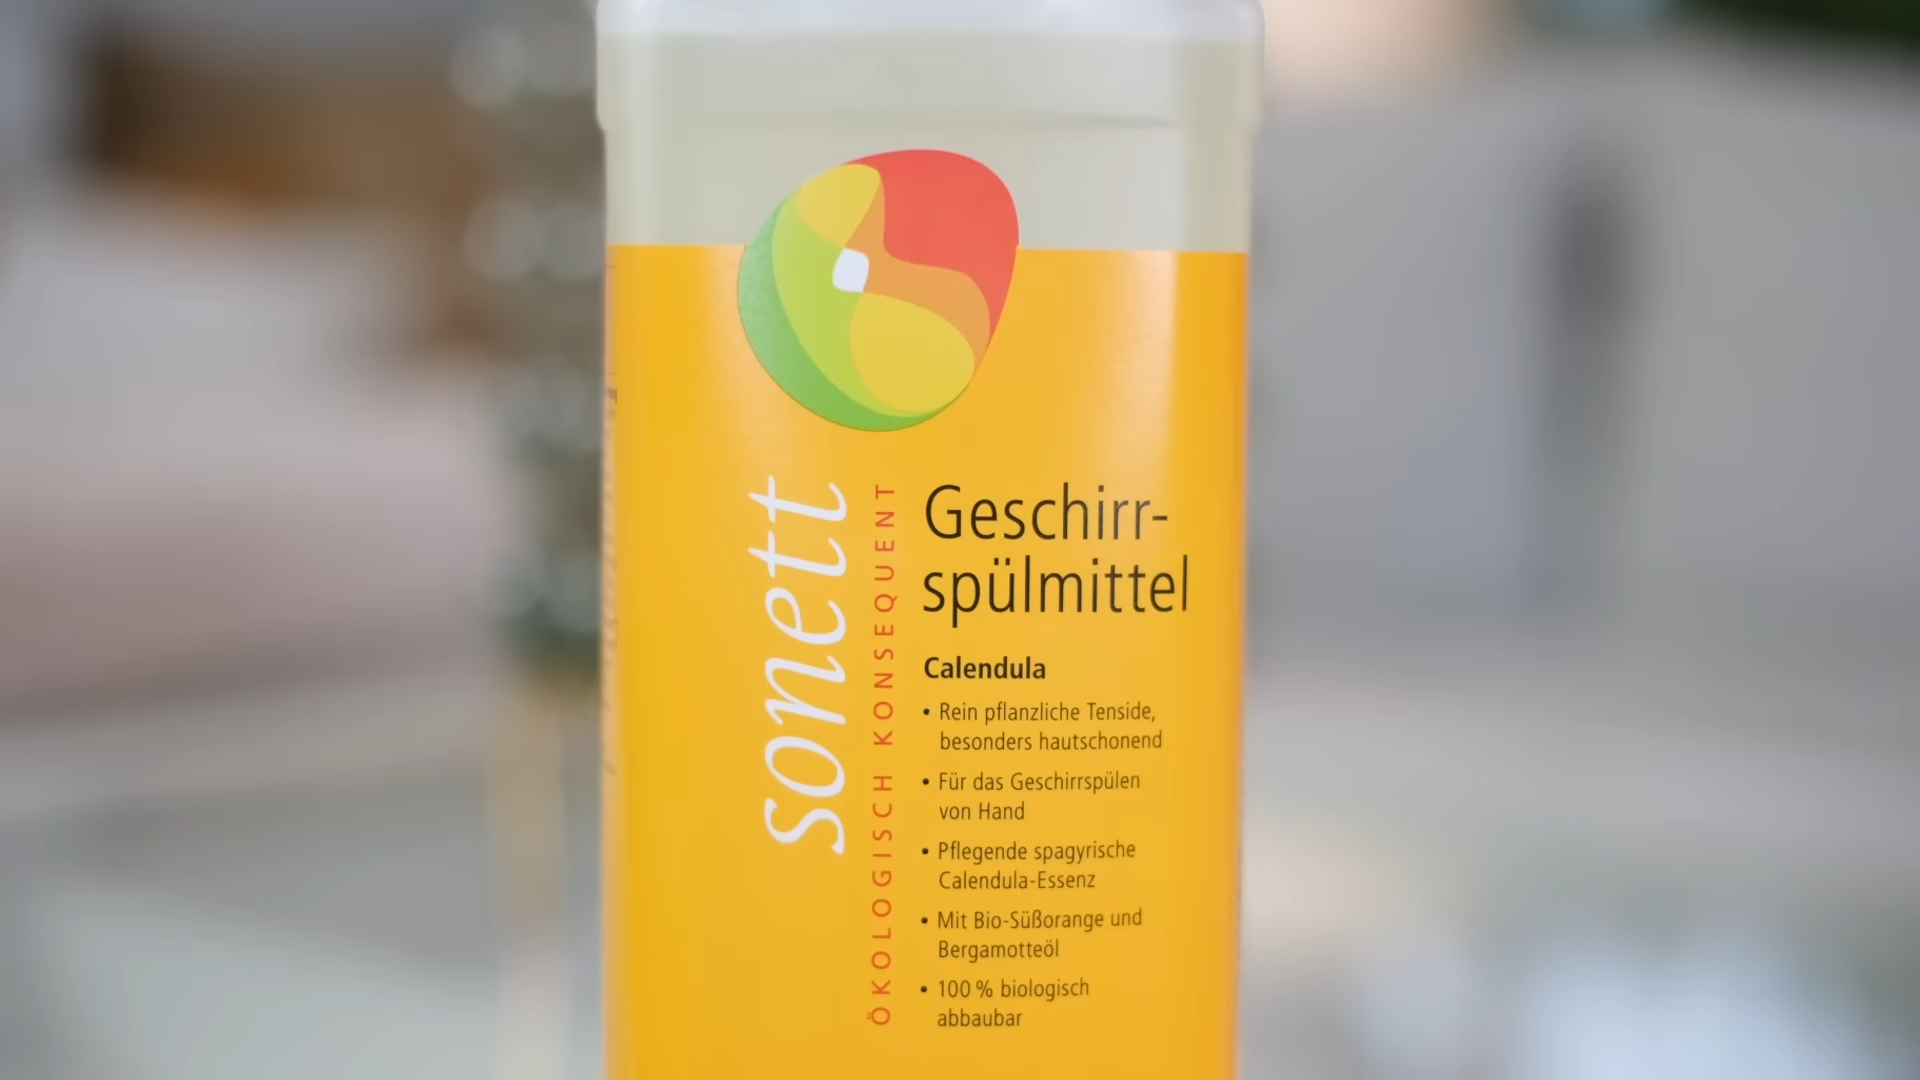 sonett
ÖKOLOGISCH KONSEQUENT
Geschirr-
spülmittel
Calendula
• Rein pflanzliche Tenside,
besonders hautschonend
• Für das Geschirrspülen
von Hand
• Pflegende spagyrische
Calendula-Essenz
• Mit Bio-Süßorange und
Bergamotteöl
• 100 % biologisch
abbaubar